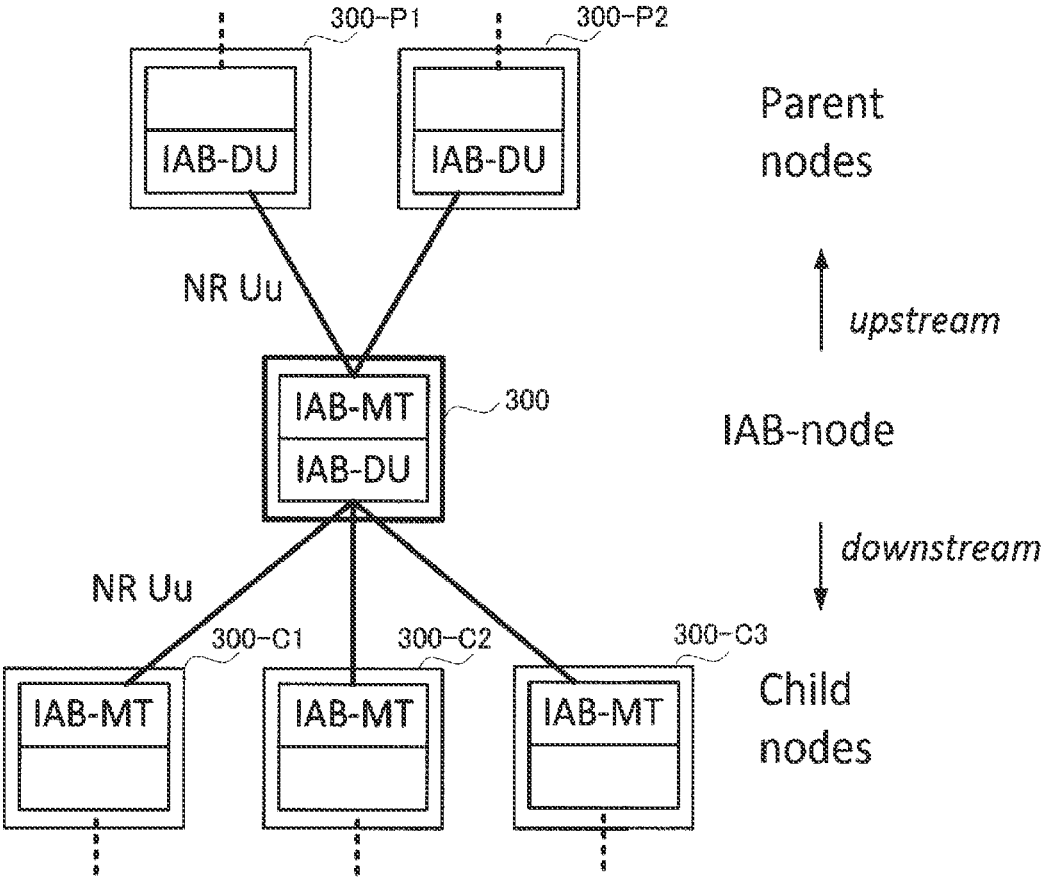 300-P1
300-P2
IAB-DU
IAB-DU
Parent
nodes
NR Uu
upstream
IAB-MT
IAB-DU
300
IAB-node
downstream
NR Uu
300-C1
300-C2
300-C3
IAB-MT
IAB-MT
IAB-MT
Child
nodes